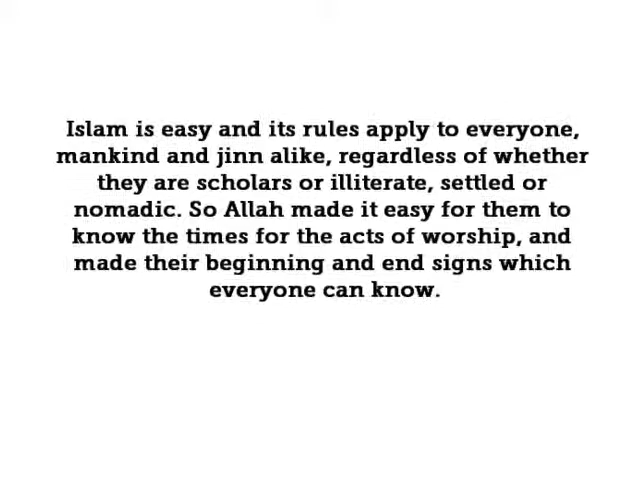 Islam is easy and its rules apply to everyone,
mankind and jinn alike, regardless of whether
they are scholars or illiterate, settled or
nomadic. So Allah made it easy for them to
know the times for the acts of worship, and
made their beginning and end signs which
everyone can know.